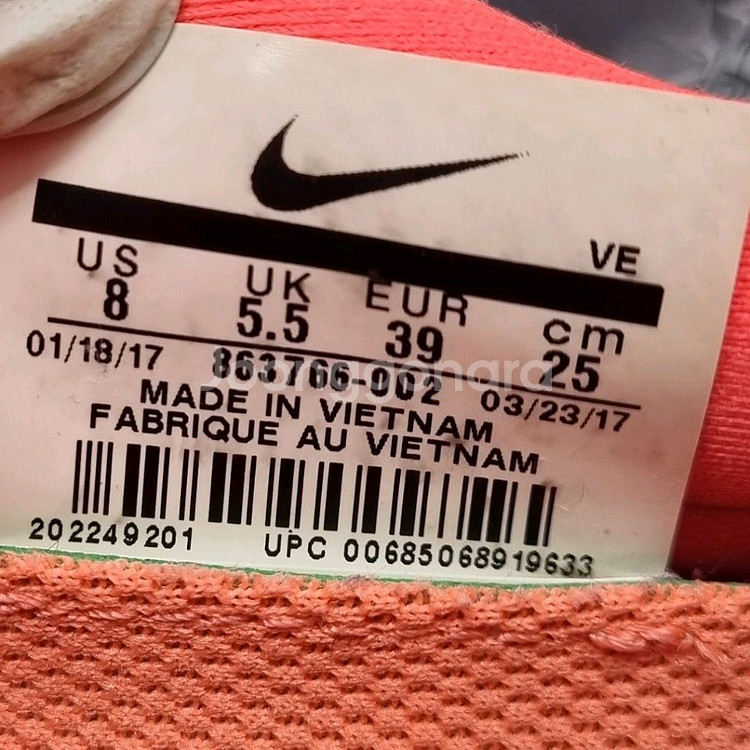 VE
US UK EUR cm
8 5.5 39 25
01/18/17 863766-002 03/23/17
MADE IN VIETNAM
FABRIQUE AU VIETNAM
202249201 UPC 00685068919633
Joonggonara